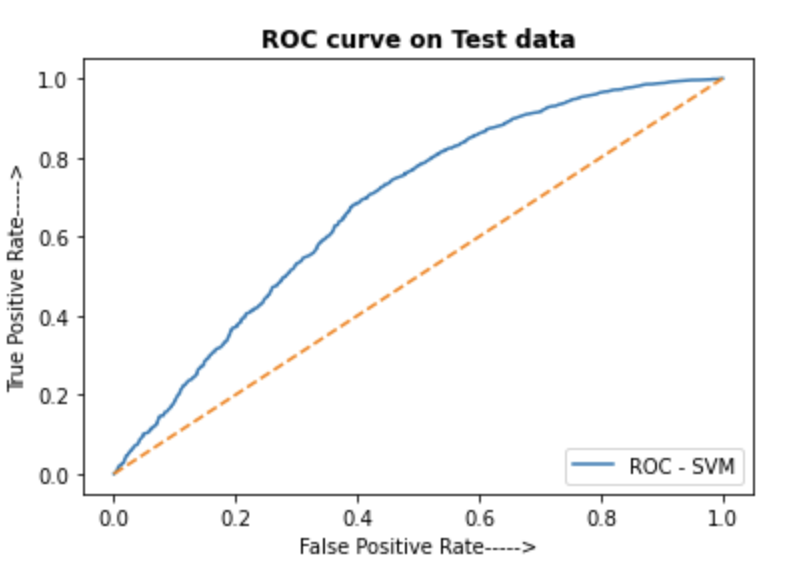 ROC curve on Test data
True Positive Rate----->
1.0
0.8
0.6
0.4
0.2
0.0
ROC - SVM
0.0 0.2 0.4 0.6 0.8 1.0
False Positive Rate----->